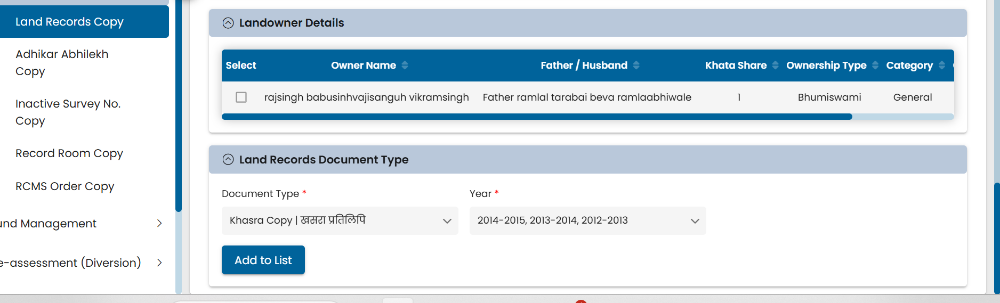 Land Records Copy
Adhikar Abhilekh
Copy
Inactive Survey No.
Copy
Record Room Copy
RCMS Order Copy
und Management
e-assessment (Diversion)
Landowner Details
Select Owner Name Father / Husband Khata Share Ownership Type Category
rajsingh babusinhvajisanguh vikramsingh Father ramlal tarabai beva ramlaabhiwale 1 Bhumiswami General
Land Records Document Type
Document Type * Year *
Khasra Copy | खसरा प्रतिलिपि 2014-2015, 2013-2014, 2012-2013
Add to List